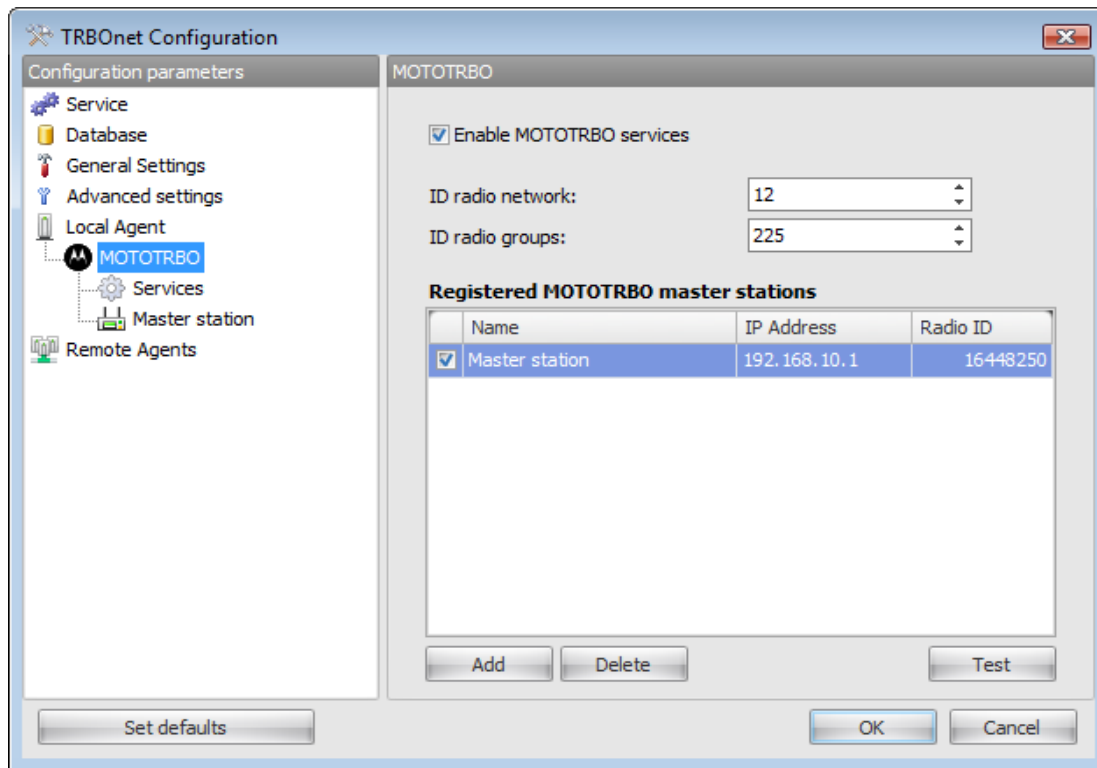 TRBOnet Configuration
Configuration parameters
MOTOTRBO
Service
Database
General Settings
Advanced settings
Local Agent
MOTOTRBO
Services
Master station
Remote Agents
Enable MOTOTRBO services
ID radio network: 12
ID radio groups: 225
Registered MOTOTRBO master stations
Name IP Address Radio ID
Master station 192.168.10.1 16448250
Add Delete Test
Set defaults OK Cancel